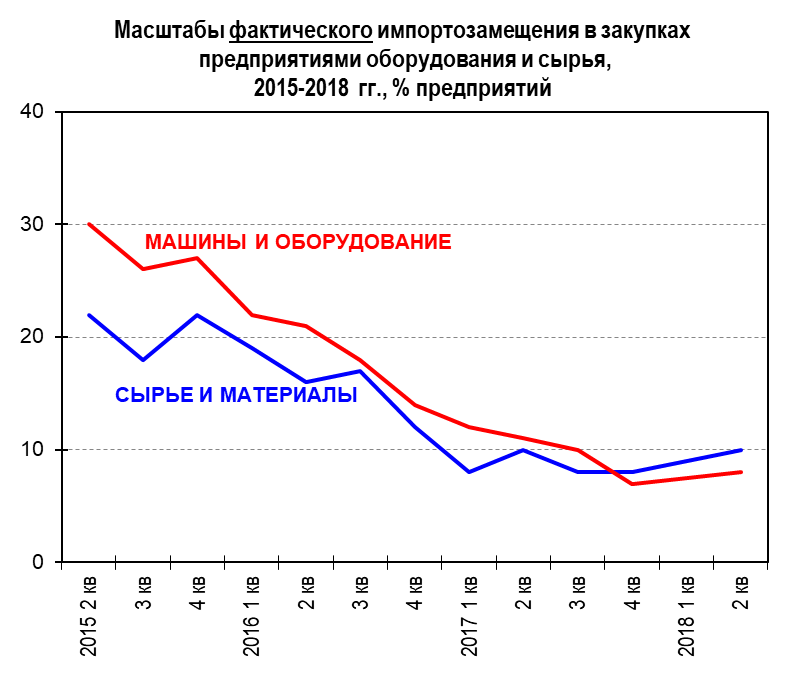 Масштабы фактического импортозамещения в закупках
предприятиями оборудования и сырья,
2015-2018 гг., % предприятий
40
30
20
10
0
МАШИНЫ И ОБОРУДОВАНИЕ
СЫРЬЕ И МАТЕРИАЛЫ
2015 2 кв
3 кв
4 кв
2016 1 кв
2 кв
3 кв
4 кв
2017 1 кв
2 кв
3 кв
4 кв
2018 1 кв
2 кв